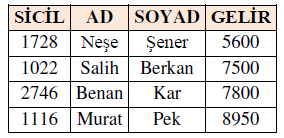 SİCİL AD SOYAD GELİR
1728 Neşe Şener 5600
1022 Salih Berkan 7500
2746 Benan Kar 7800
1116 Murat Pek 8950